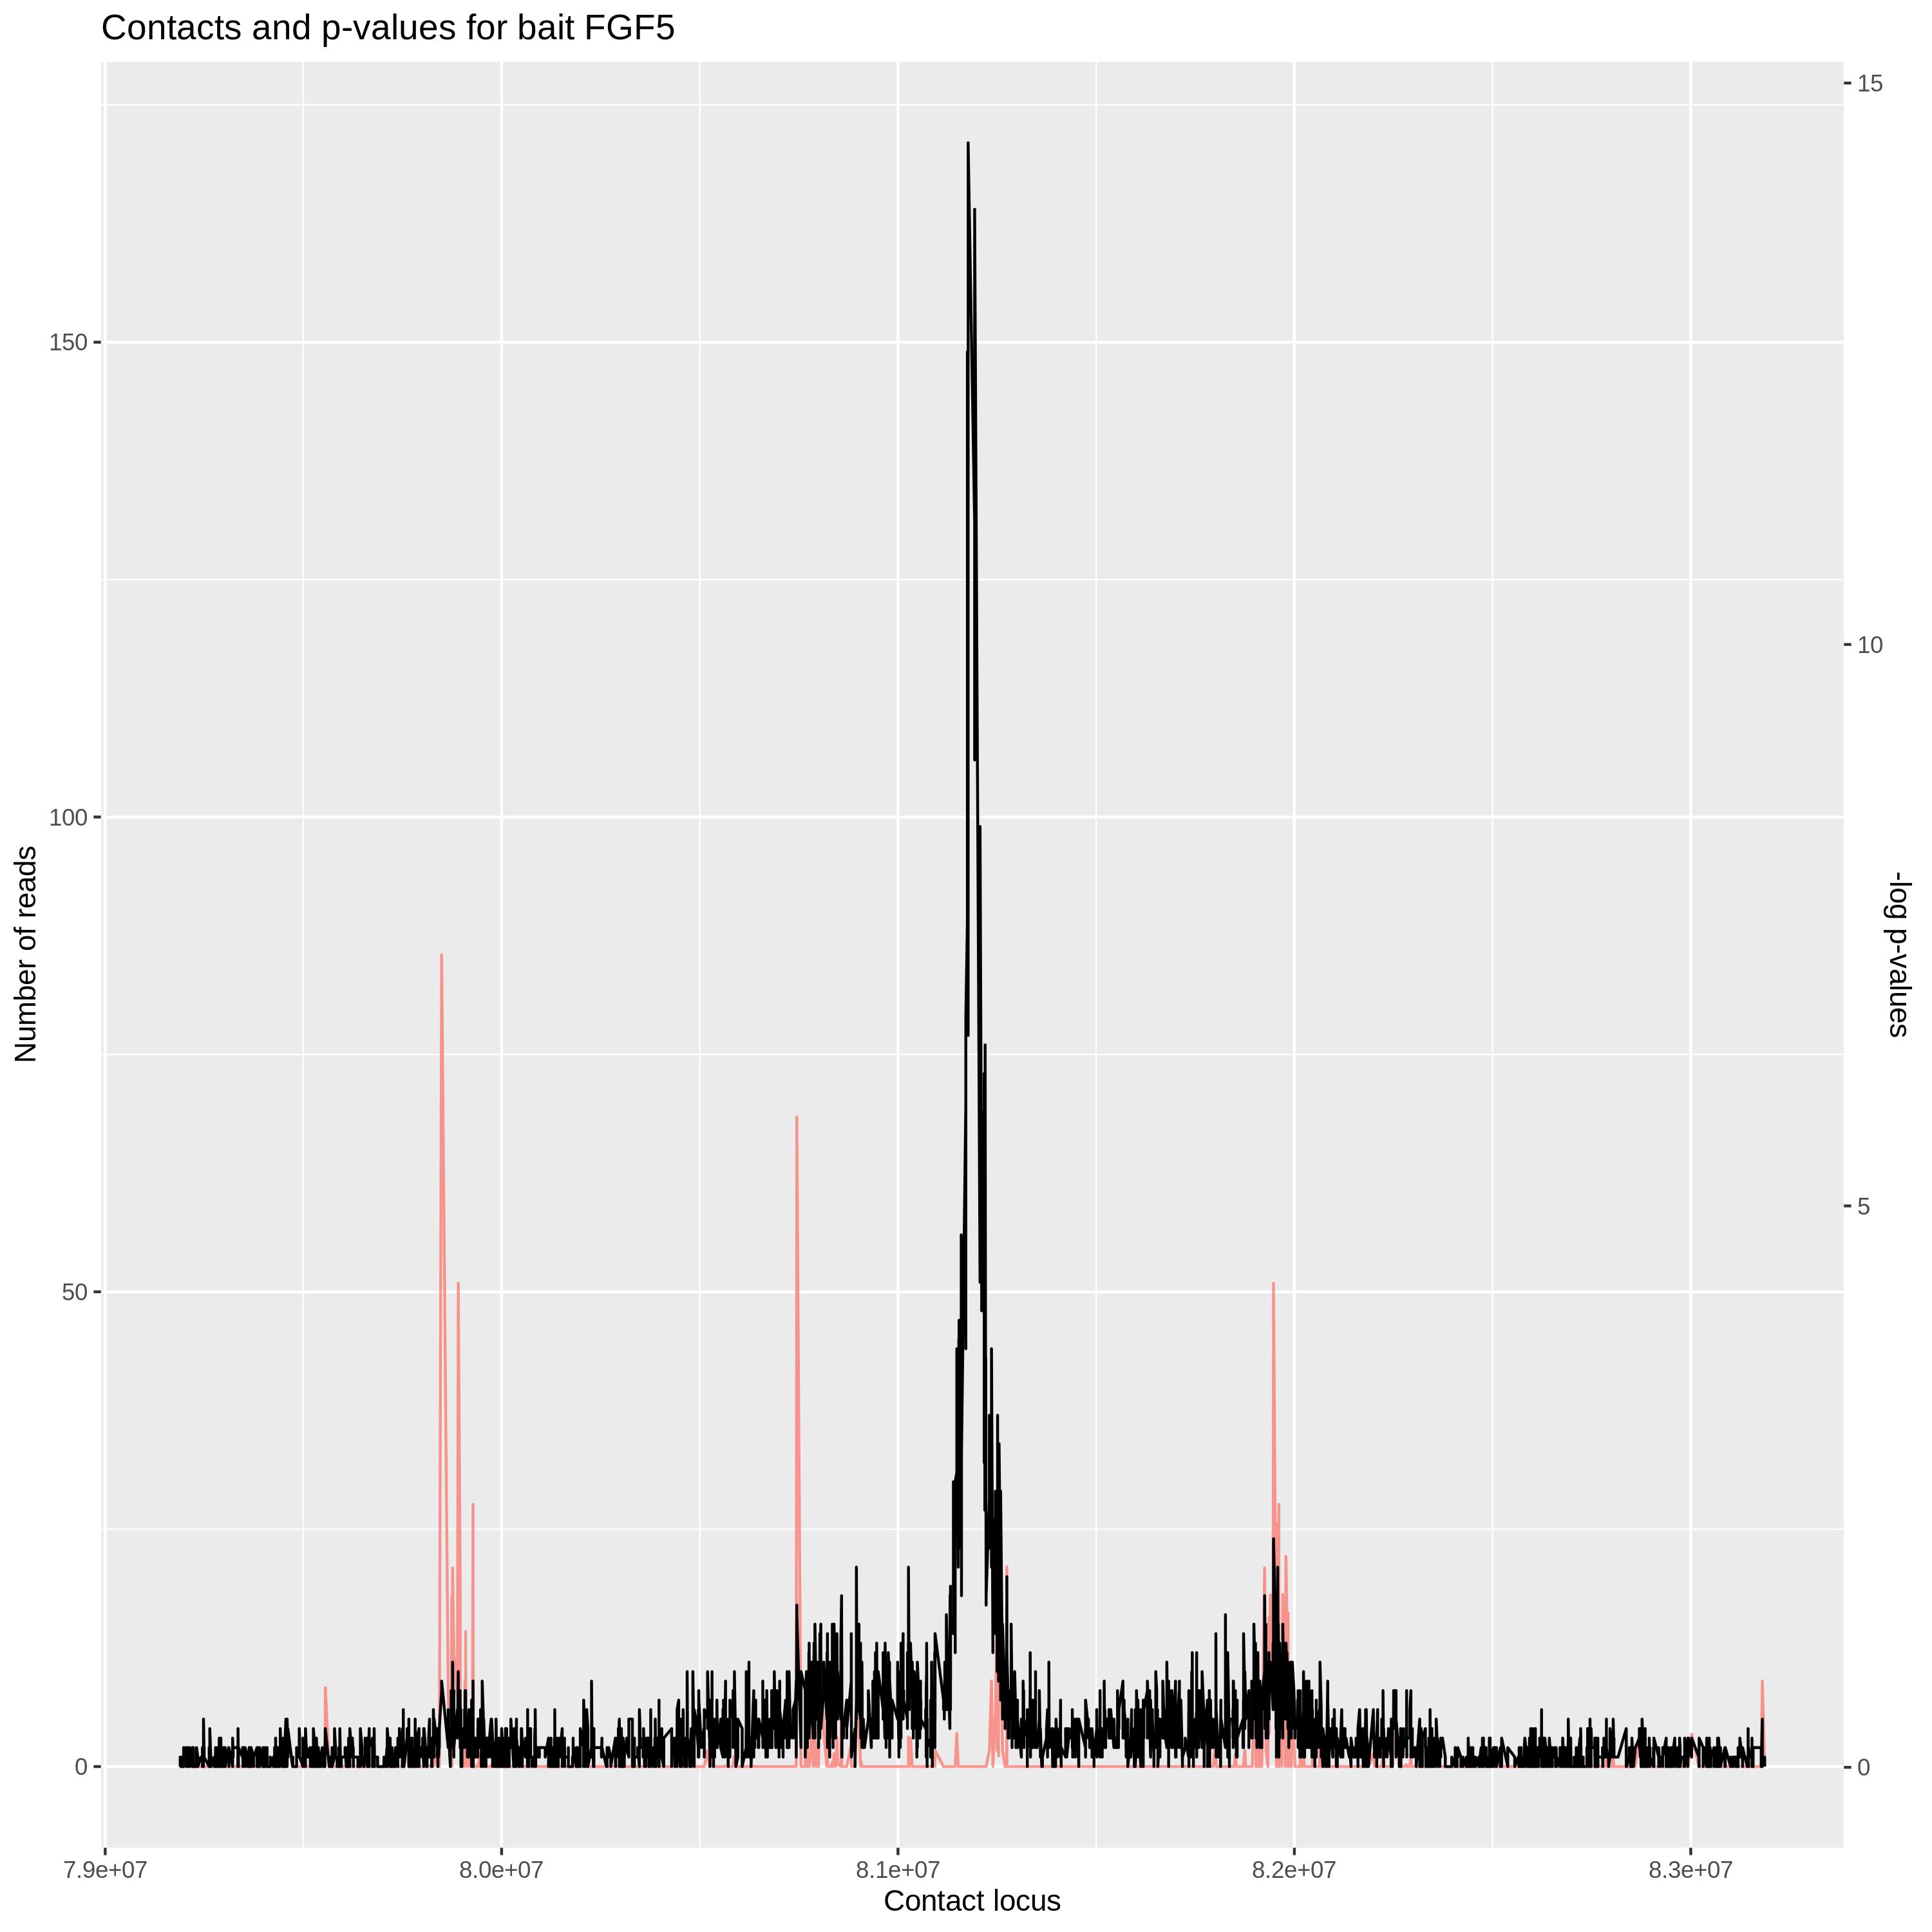 Contacts and p-values for bait FGF5
15
150
10
100
Number of reads
-log p-values
5
50
0
0
7.9e+07
8.0e+07
8.1e+07
8.2e+07
8.3e+07
Contact locus